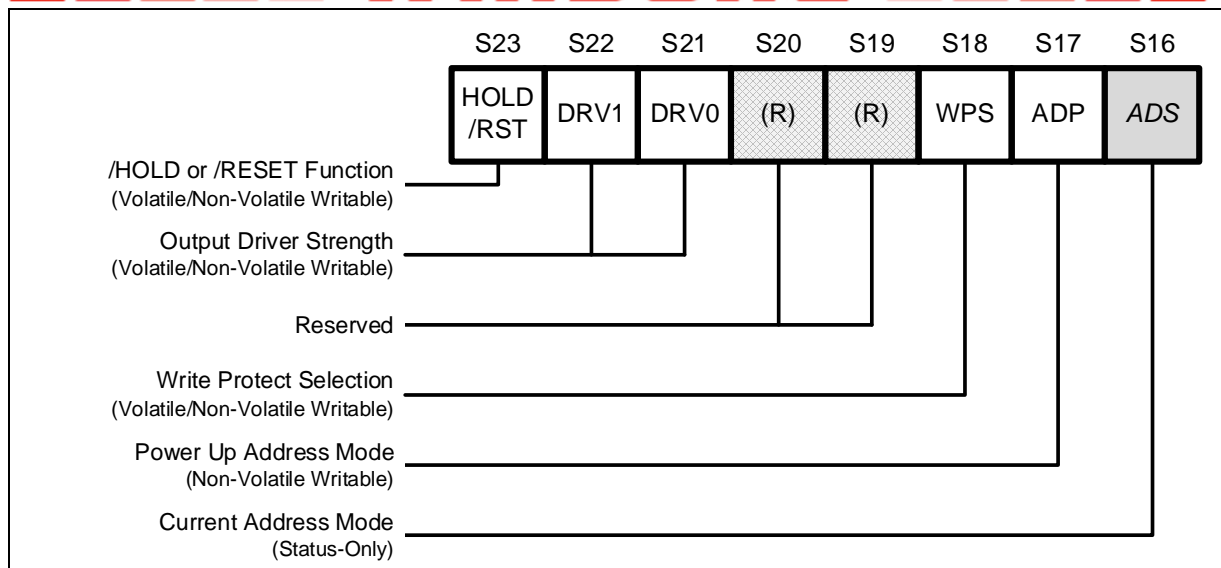 S23 S22 S21 S20 S19 S18 S17 S16
HOLD
/RST DRV1 DRV0 (R) (R) WPS ADP ADS
/HOLD or /RESET Function
(Volatile/Non-Volatile Writable)
Output Driver Strength
(Volatile/Non-Volatile Writable)
Reserved
Write Protect Selection
(Volatile/Non-Volatile Writable)
Power Up Address Mode
(Non-Volatile Writable)
Current Address Mode
(Status-Only)